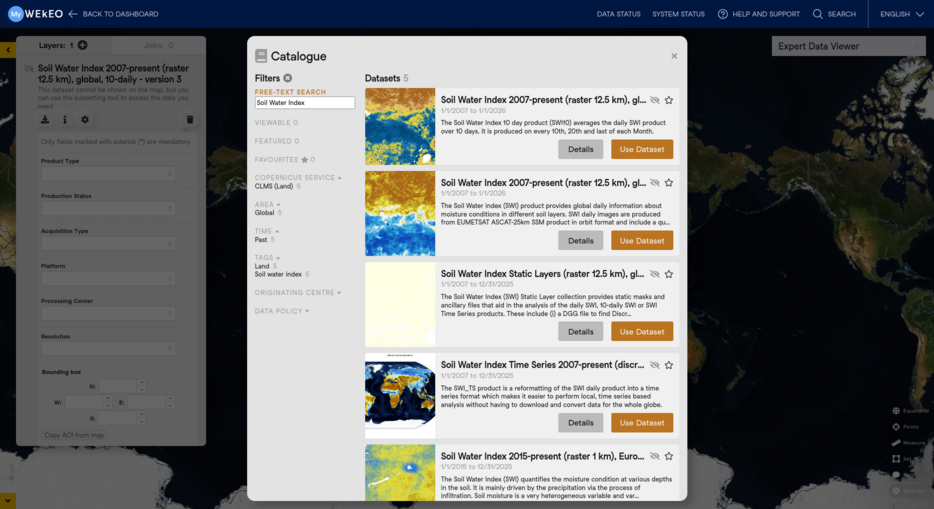 My WEkEO ← BACK TO DASHBOARD
DATA STATUS SYSTEM STATUS HELP AND SUPPORT SEARCH ENGLISH
Layers: 1 Jobs: 0
Soil Water Index 2007-present (raster 12.5 km), global, 10-daily - version 3
This dataset cannot be shown on the map, but you can use the subsetting tool to access the data you need
Only fields marked with asterisk (*) are mandatory
Product Type
Production Status
Acquisition Type
Platform
Processing Center
Resolution
Bounding box
N:
W: E:
S:
Copy AOI from map
Catalogue
×
Filters
FREE-TEXT SEARCH
Soil Water Index
VIEWABLE 0
FEATURED 0
FAVOURITES ★ 0
COPERNICUS SERVICE
CLMS (Land) 5
AREA
Global 5
TIME
Past 5
TAGS
Land 5
Soil water index 5
ORIGINATING CENTRE
DATA POLICY
Datasets 5
Soil Water Index 2007-present (raster 12.5 km), gl...
1/1/2007 to 1/1/2026
The Soil Water Index 10 day product (SWI10) averages the daily SWI product
over 10 days. It is produced on every 10th, 20th and last of each Month.
Details Use Dataset
Soil Water Index 2007-present (raster 12.5 km), gl...
1/1/2007 to 1/1/2026
The Soil Water index (SWI) product provides global daily information about
moisture conditions in different soil layers. SWI daily images are produced
from EUMETSAT ASCAT-25km SSM product in orbit format and include a qu...
Details Use Dataset
Soil Water Index Static Layers (raster 12.5 km), gl...
1/1/2007 to 12/31/2025
The Soil Water Index (SWI) Static Layer collection provides static masks and
ancillary files that aid in the analysis of the daily SWI, 10-daily SWI or SWI
Time Series products. These include (i) a DGG file to find Discr...
Details Use Dataset
Soil Water Index Time Series 2007-present (discr...
1/1/2007 to 12/31/2025
The SWI_TS product is a reformatting of the SWI daily product into a time
series format which makes it easier to perform local, time series based
analysis without having to download and convert data for the whole globe.
Details Use Dataset
Soil Water Index 2015-present (raster 1 km), Euro...
1/1/2015 to 12/31/2025
The Soil Water Index (SWI) quantifies the moisture condition at various depths
in the soil. It is mainly driven by the precipitation via the process of
infiltration. Soil moisture is a very heterogeneous variable and var...
Expert Data Viewer
Points
Measure